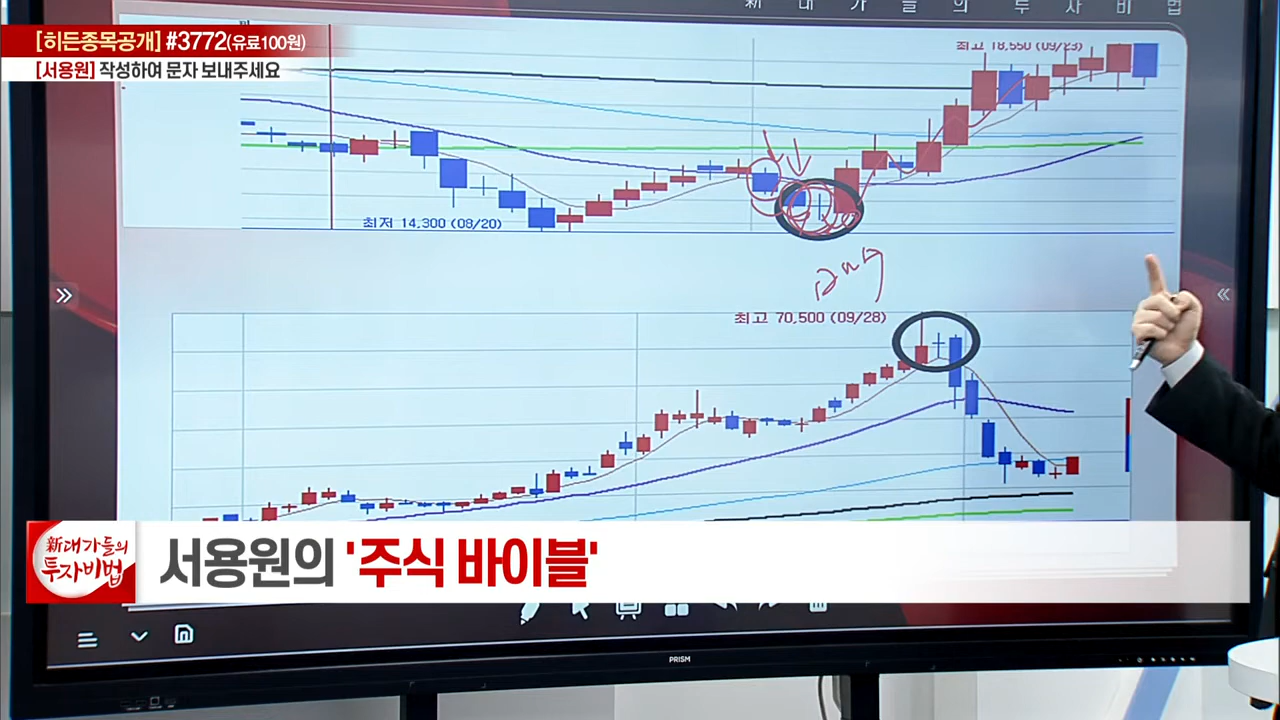 新 대 가 들 의 투 자 비 법
[히든종목공개] #3772(유료100원)
[서용원] 작성하여 문자 보내주세요
최고 18,550 (09/23)
최저 14,300 (08/20)
최고 70,500 (09/28)
新대가들의
투자비법
서용원의 '주식 바이블'
PRISM